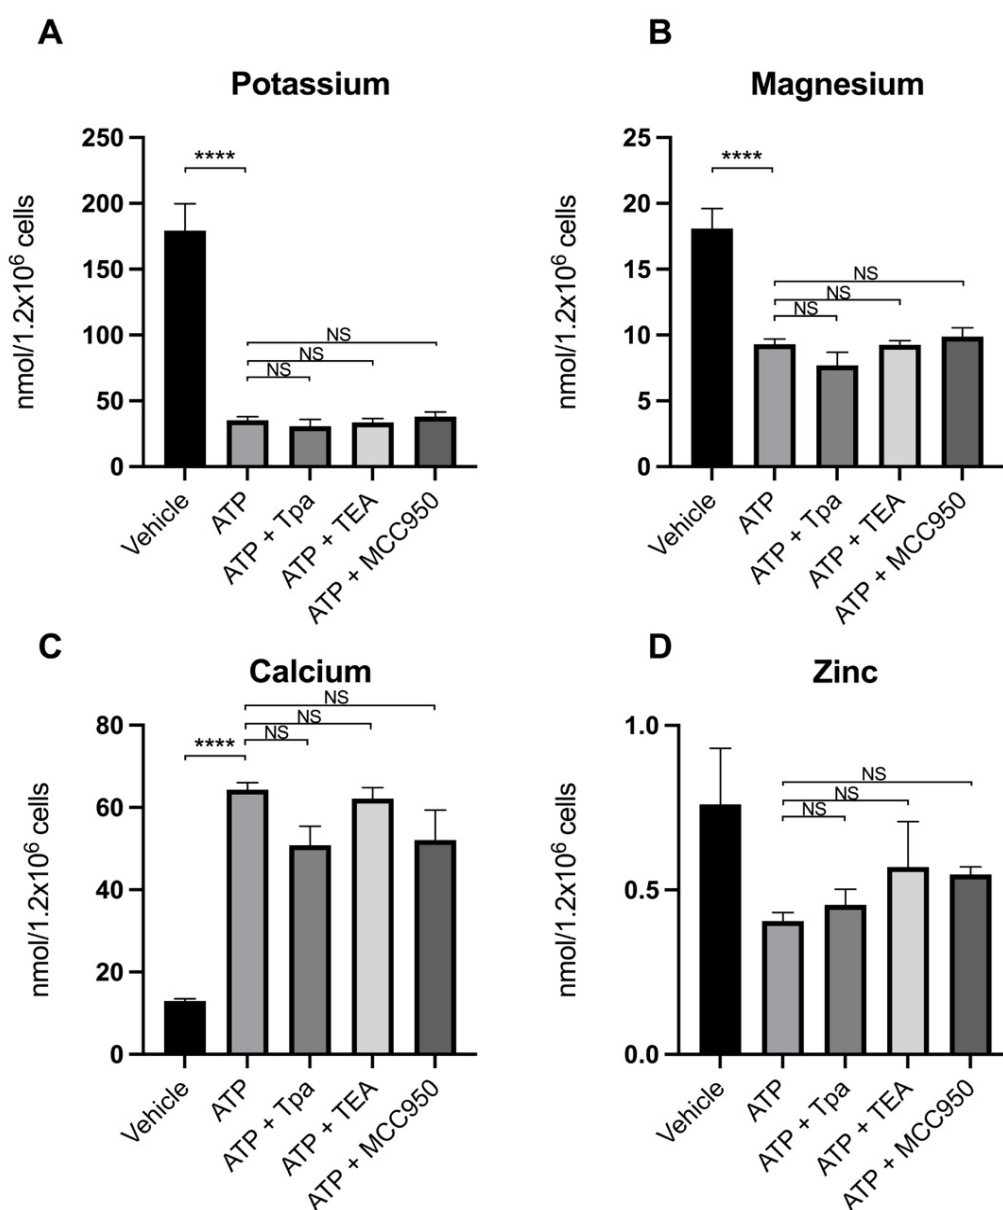 A
Potassium
250
200
150
100
50
0
nmol/1.2x10⁶ cells
****
NS
NS
NS
Vehicle
ATP
ATP + Tpa
ATP + TEA
ATP + MCC950
B
Magnesium
25
20
15
10
5
0
nmol/1.2x10⁶ cells
****
NS
NS
NS
Vehicle
ATP
ATP + Tpa
ATP + TEA
ATP + MCC950
C
Calcium
80
60
40
20
0
nmol/1.2x10⁶ cells
NS
NS
NS
****
Vehicle
ATP
ATP + Tpa
ATP + TEA
ATP + MCC950
D
Zinc
1.0
0.5
0.0
nmol/1.2x10⁶ cells
NS
NS
NS
Vehicle
ATP
ATP + Tpa
ATP + TEA
ATP + MCC950